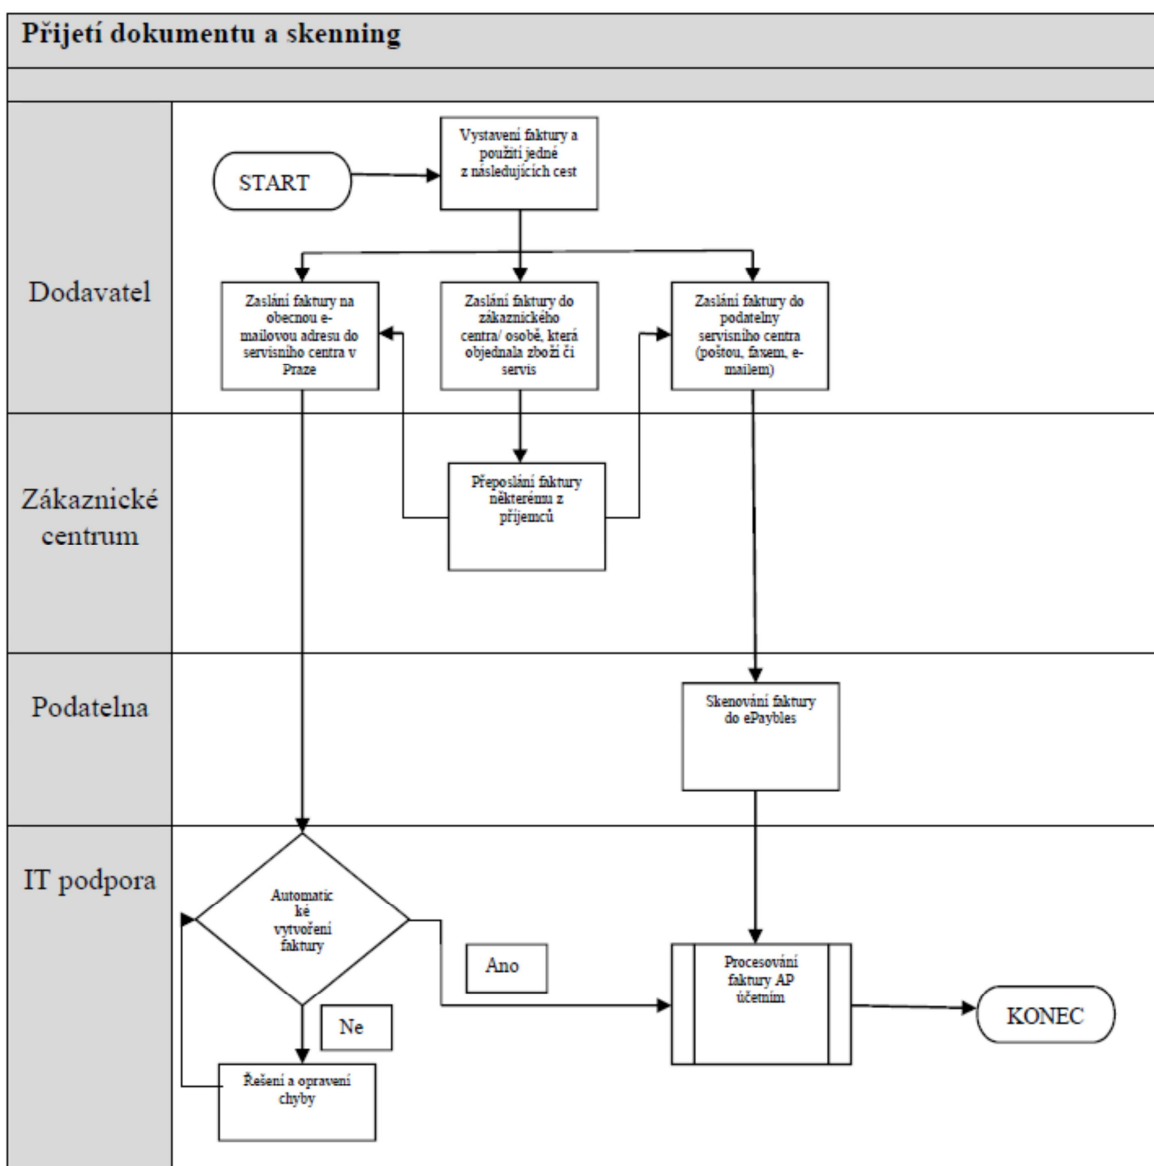 Přijetí dokumentu a skenning
Dodavatel
START
Vystavení faktury a
použití jedné
z následujících cest
Zaslání faktury na
obecnou e-
mailovou adresu do
servisního centra v
Praze
Zaslání faktury do
zákaznického
centra/ osobě, která
objednala zboží či
servis
Zaslání faktury do
podatelny
servisního centra
(poštou, faxem, e-
mailem)
Zákaznické
centrum
Přeposlání faktury
některému z
příjemců
Podatelna
Skenování faktury
do ePaybles
IT podpora
Automatic
ké
vytvoření
faktury
Ano
Ne
Řešení a opravení
chyby
Procesování
faktury AP
účetním
KONEC